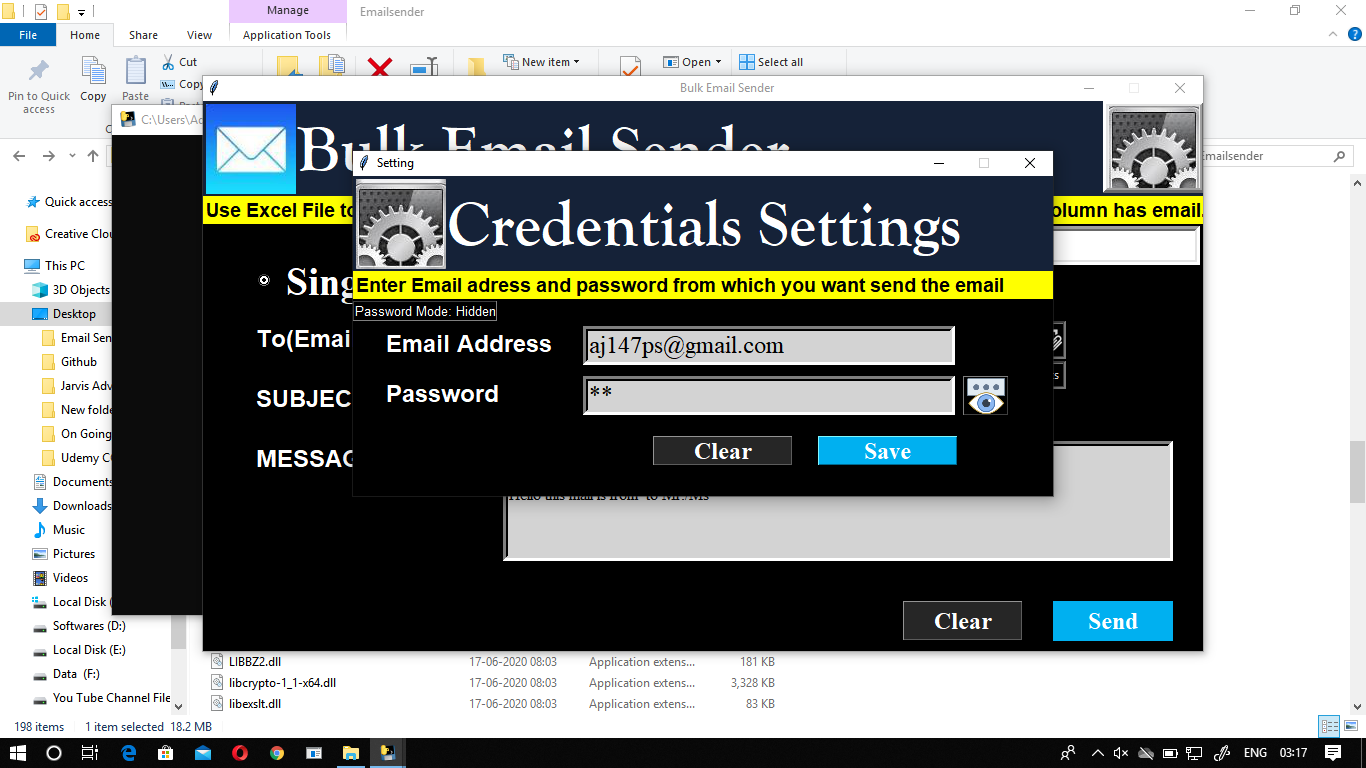 Manage
Emailsender
File
Home
Share
View
Application Tools
Pin to Quick access
Copy
Paste
Cut
Copy
New item
Open
Select all
Bulk Email Sender
C:\Users\Ad
Bulk Email Sender
Emailsender
Setting
Credentials Settings
Use Excel File to
olumn has email.
Enter Email adress and password from which you want send the email
Password Mode: Hidden
Email Address
aj147ps@gmail.com
Password
**
Clear
Save
Sing
To(Emai
SUBJEC
MESSAG
Hello this mail is from to Mr./Ms
Clear
Send
Quick access
Creative Clou
This PC
3D Objects
Desktop
Email Sen
Github
Jarvis Adv
New folde
On Going
Udemy C
Documents
Downloads
Music
Pictures
Videos
Local Disk (
Softwares (D:)
Local Disk (E:)
Data (F:)
You Tube Channel File
LIBBZ2.dll 17-06-2020 08:03 Application extens... 181 KB
libcrypto-1_1-x64.dll 17-06-2020 08:03 Application extens... 3,328 KB
libexslt.dll 17-06-2020 08:03 Application extens... 83 KB
198 items 1 item selected 18.2 MB
ENG 03:17